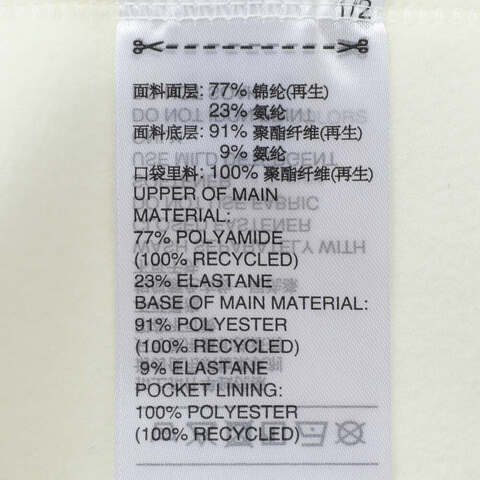 1/2
面料面层: 77% 锦纶(再生)
23% 氨纶
面料底层: 91% 聚酯纤维(再生)
9% 氨纶
口袋里料: 100% 聚酯纤维(再生)
UPPER OF MAIN
MATERIAL:
77% POLYAMIDE
(100% RECYCLED)
23% ELASTANE
BASE OF MAIN MATERIAL:
91% POLYESTER
(100% RECYCLED)
9% ELASTANE
POCKET LINING:
100% POLYESTER
(100% RECYCLED)